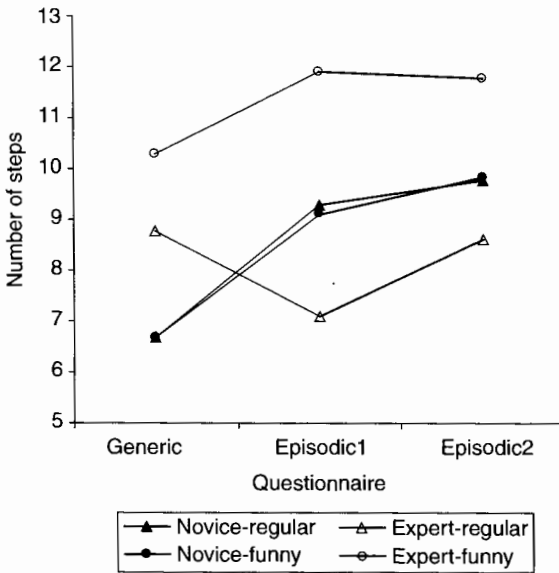 13
12
11
10
9
8
7
6
5
Number of steps
Generic Episodic1 Episodic2
Questionnaire
Novice-regular Expert-regular
Novice-funny Expert-funny